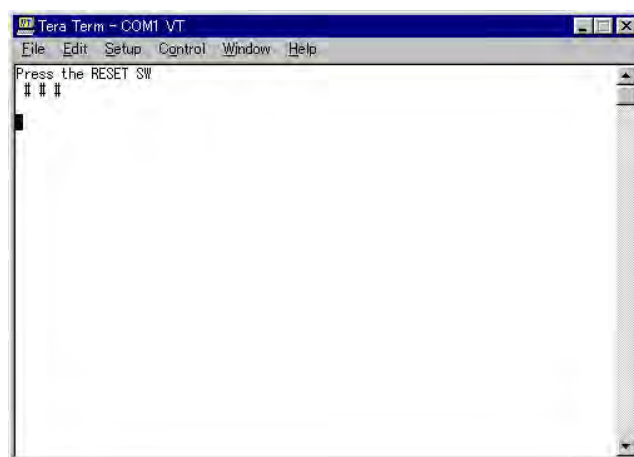 Tera Term - COM1 VT
File Edit Setup Control Window Help
Press the RESET SW
# # #